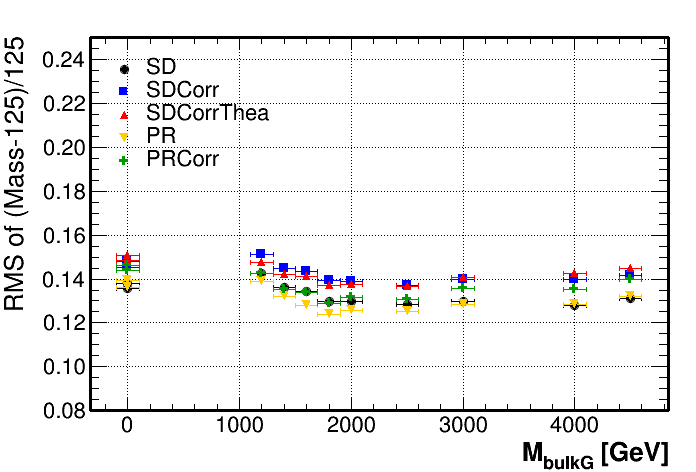 RMS of (Mass-125)/125
0.24
0.22
0.20
0.18
0.16
0.14
0.12
0.10
0.08
SD
SDCorr
SDCorrThea
PR
PRCorr
0 1000 2000 3000 4000
M_bulkG [GeV]